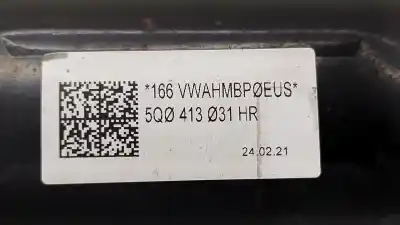 *166 VWAHMBPØEUS*
5QØ 413 Ø31 HR
24.02.21